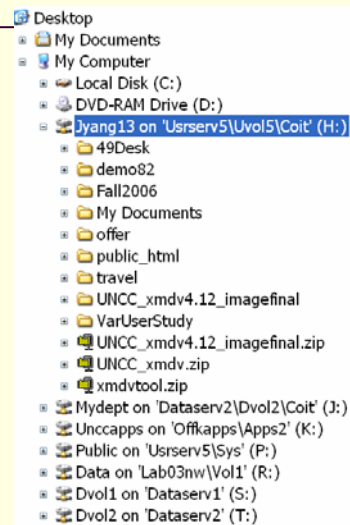 Desktop
My Documents
My Computer
Local Disk (C:)
DVD-RAM Drive (D:)
Jyang13 on 'Usrserv5\Uvol5\Coit' (H:)
49Desk
demo82
Fall2006
My Documents
offer
public_html
travel
UNCC_xmdv4.12_imagefinal
VarUserStudy
UNCC_xmdv4.12_imagefinal.zip
UNCC_xmdv.zip
xmdvtool.zip
Mydept on 'Dataserv2\Dvol2\Coit' (J:)
Unccapps on 'Offkapps\Apps2' (K:)
Public on 'Usrserv5\Sys' (P:)
Data on 'Lab03nw\Vol1' (R:)
Dvol1 on 'Dataserv1' (S:)
Dvol2 on 'Dataserv2' (T:)